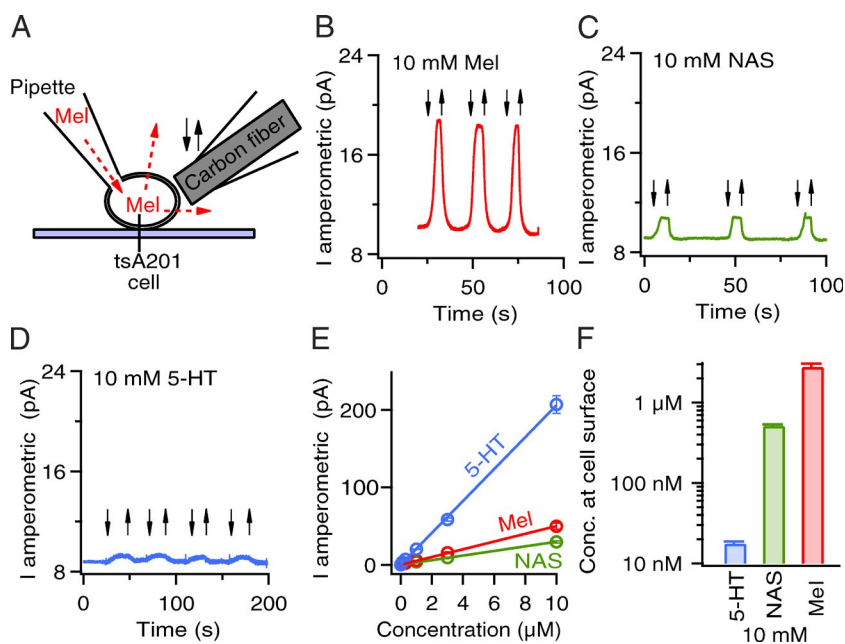 A
Pipette
Mel
Mel
Carbon fiber
tsA201
cell
B
I amperometric (pA)
24
16
8
10 mM Mel
0
50
100
Time (s)
C
I amperometric (pA)
24
16
8
10 mM NAS
0
50
100
Time (s)
D
I amperometric (pA)
24
16
8
10 mM 5-HT
0
100
200
Time (s)
E
I amperometric (pA)
200
100
0
5-HT
Mel
NAS
0
2
4
6
8
10
Concentration (µM)
F
Conc. at cell surface
1 µM
100 nM
10 nM
5-HT
NAS
Mel
10 mM